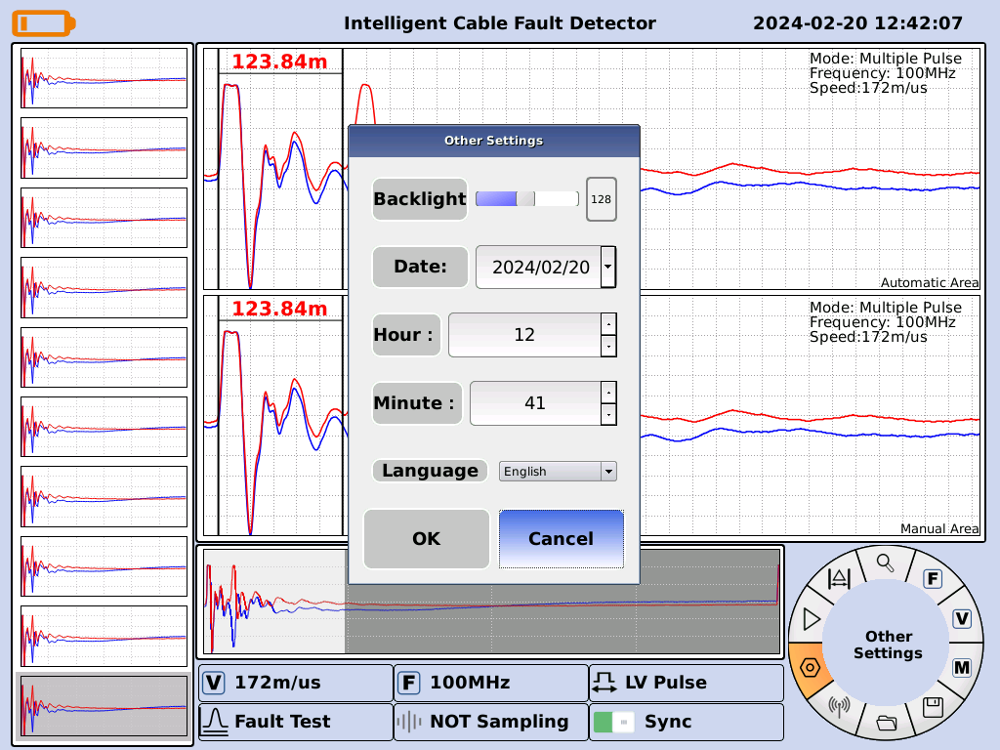 Intelligent Cable Fault Detector
2024-02-20 12:42:07
123.84m
Mode: Multiple Pulse
Frequency: 100MHz
Speed:172m/us
Automatic Area
123.84m
Mode: Multiple Pulse
Frequency: 100MHz
Speed:172m/us
Manual Area
Other Settings
Backlight
128
Date:
2024/02/20
Hour :
12
Minute :
41
Language
English
OK
Cancel
F
V
M
Other
Settings
V 172m/us
F 100MHz
LV Pulse
Fault Test
NOT Sampling
Sync